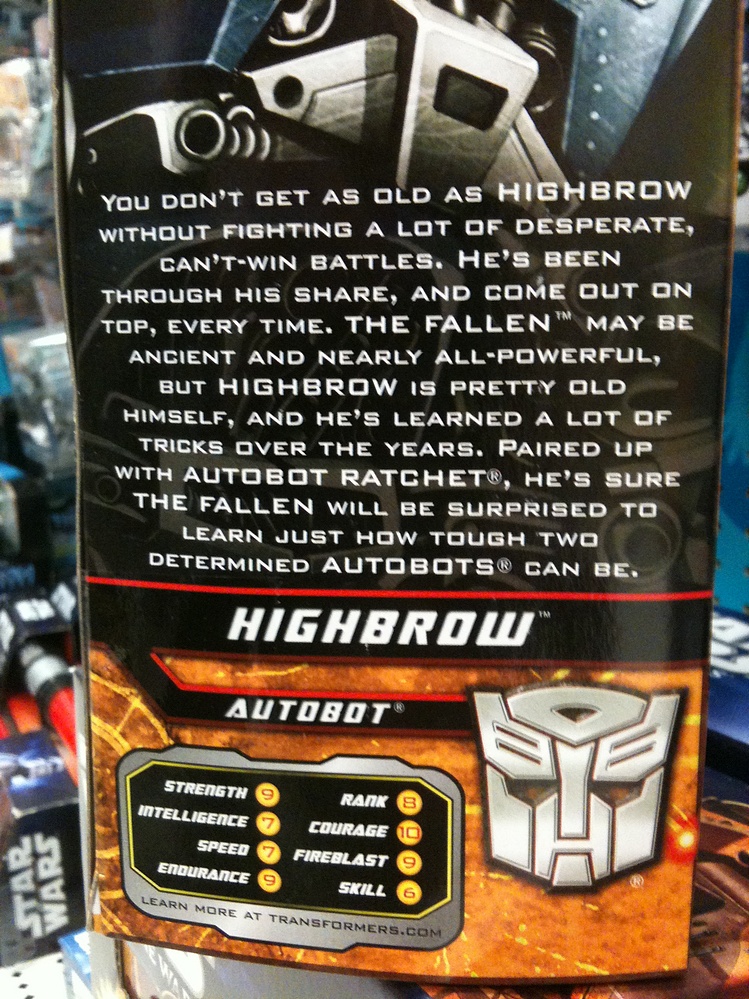 YOU DON'T GET AS OLD AS HIGHBROW
WITHOUT FIGHTING A LOT OF DESPERATE,
CAN'T-WIN BATTLES. HE'S BEEN
THROUGH HIS SHARE, AND COME OUT ON
TOP, EVERY TIME. THE FALLEN™ MAY BE
ANCIENT AND NEARLY ALL-POWERFUL,
BUT HIGHBROW IS PRETTY OLD
HIMSELF, AND HE'S LEARNED A LOT OF
TRICKS OVER THE YEARS. PAIRED UP
WITH AUTOBOT RATCHET®, HE'S SURE
THE FALLEN WILL BE SURPRISED TO
LEARN JUST HOW TOUGH TWO
DETERMINED AUTOBOTS® CAN BE.
HIGHBROW™
AUTOBOT®
STRENGTH 9
INTELLIGENCE 7
SPEED 7
ENDURANCE 9
RANK 8
COURAGE 10
FIREBLAST 9
SKILL 6
LEARN MORE AT TRANSFORMERS.COM
®
STAR
WARS